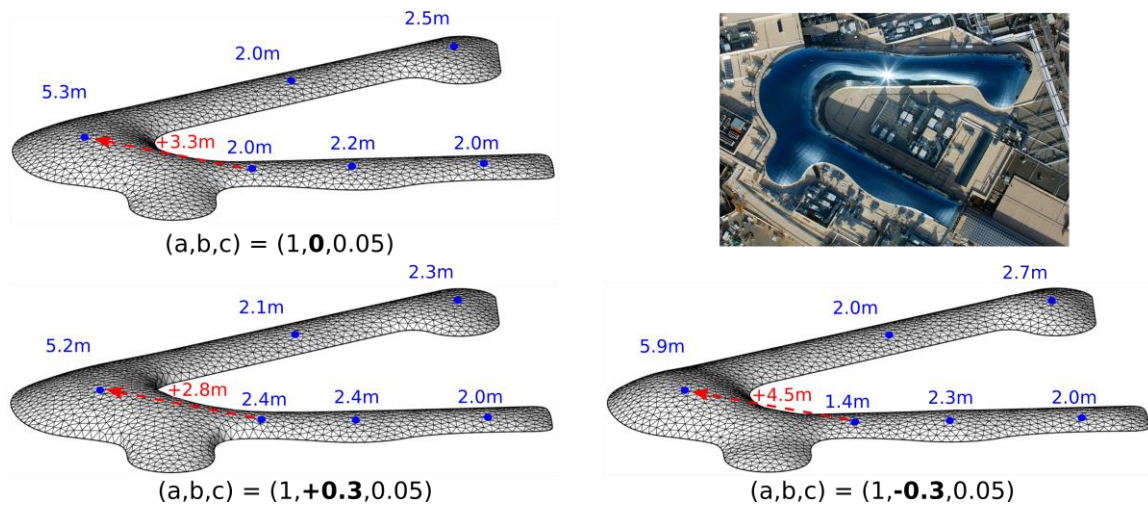 2.5m
2.0m
5.3m
+3.3m
2.0m
2.2m
2.0m
(a,b,c) = (1,0,0.05)
2.3m
2.1m
5.2m
+2.8m
2.4m
2.4m
2.0m
(a,b,c) = (1,+0.3,0.05)
2.7m
2.0m
5.9m
+4.5m
1.4m
2.3m
2.0m
(a,b,c) = (1,-0.3,0.05)